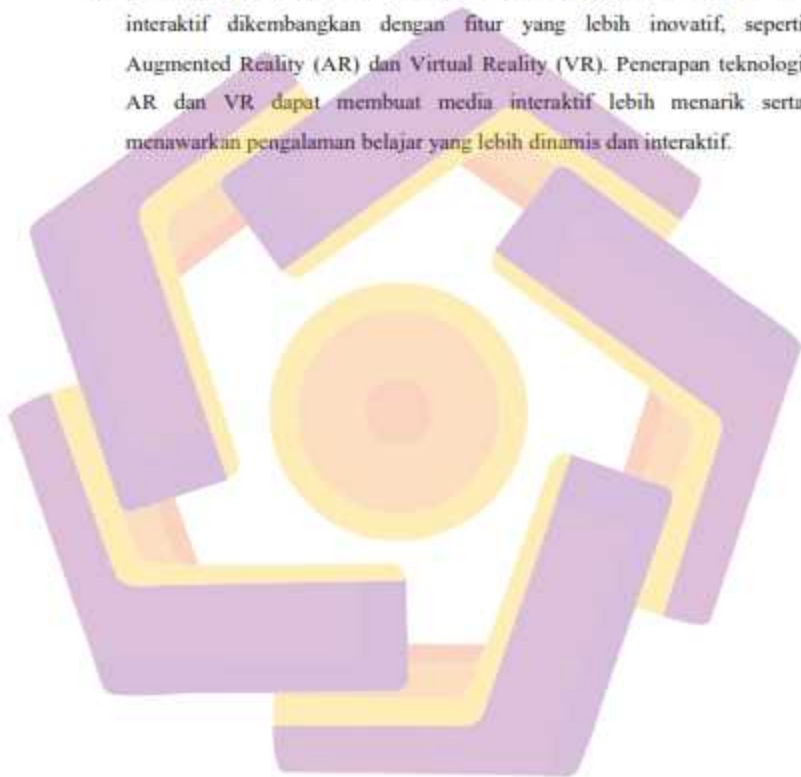 interaktif dikembangkan dengan fitur yang lebih inovatif, seperti
Augmented Reality (AR) dan Virtual Reality (VR). Penerapan teknologi
AR dan VR dapat membuat media interaktif lebih menarik serta
menawarkan pengalaman belajar yang lebih dinamis dan interaktif.